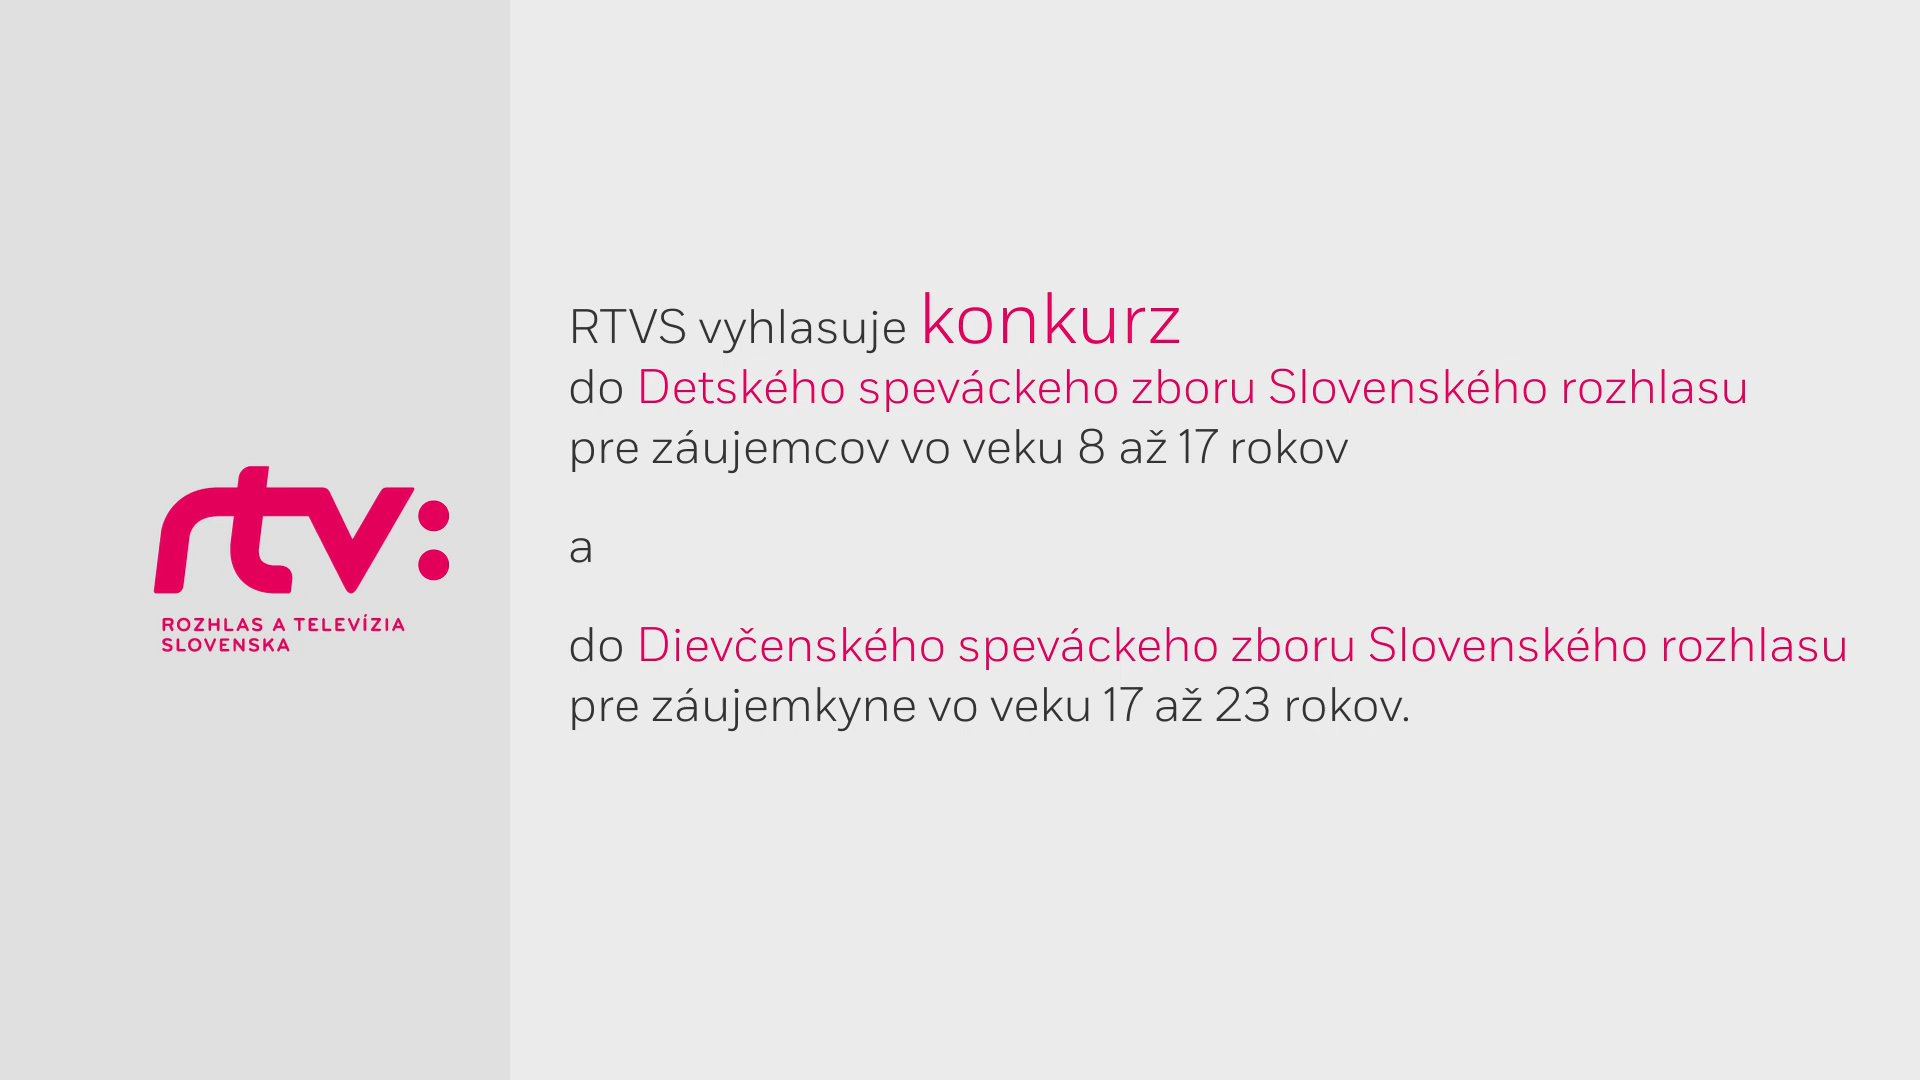 rtv:
ROZHLAS A TELEVÍZIA
SLOVENSKA
RTVS vyhlasuje konkurz
do Detského speváckeho zboru Slovenského rozhlasu
pre záujemcov vo veku 8 až 17 rokov
a
do Dievčenského speváckeho zboru Slovenského rozhlasu
pre záujemkyne vo veku 17 až 23 rokov.